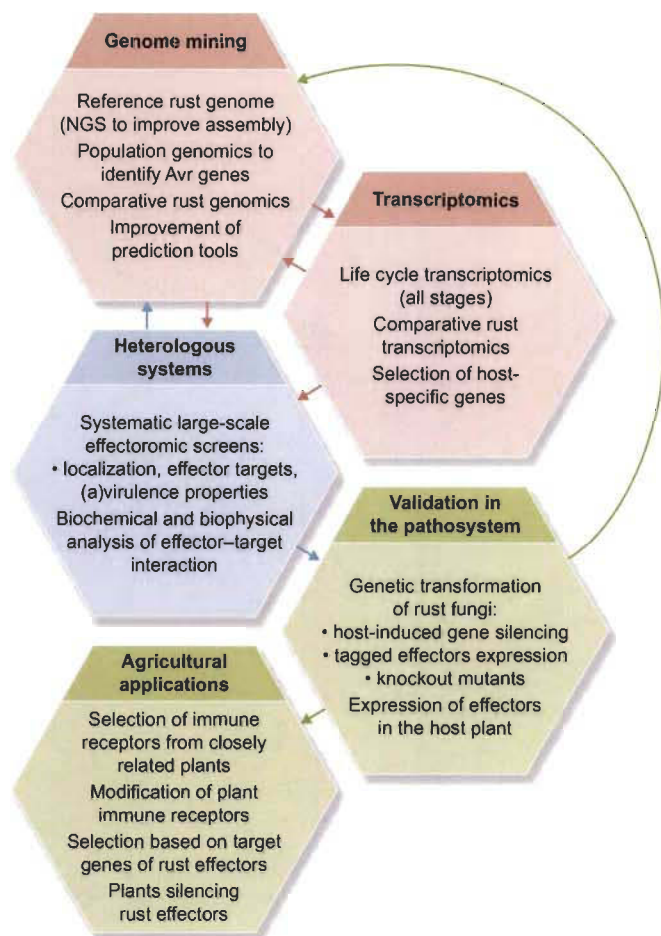 Genome mining
Reference rust genome
(NGS to improve assembly)
Population genomics to
identify Avr genes
Comparative rust genomics
Improvement of
prediction tools
Transcriptomics
Life cycle transcriptomics
(all stages)
Comparative rust
transcriptomics
Selection of host-
specific genes
Heterologous
systems
Systematic large-scale
effectoromic screens:
• localization, effector targets,
(a)virulence properties
Biochemical and biophysical
analysis of effector–target
interaction
Validation in
the pathosystem
Genetic transformation
of rust fungi:
• host-induced gene silencing
• tagged effectors expression
• knockout mutants
Expression of effectors
in the host plant
Agricultural
applications
Selection of immune
receptors from closely
related plants
Modification of plant
immune receptors
Selection based on target
genes of rust effectors
Plants silencing
rust effectors